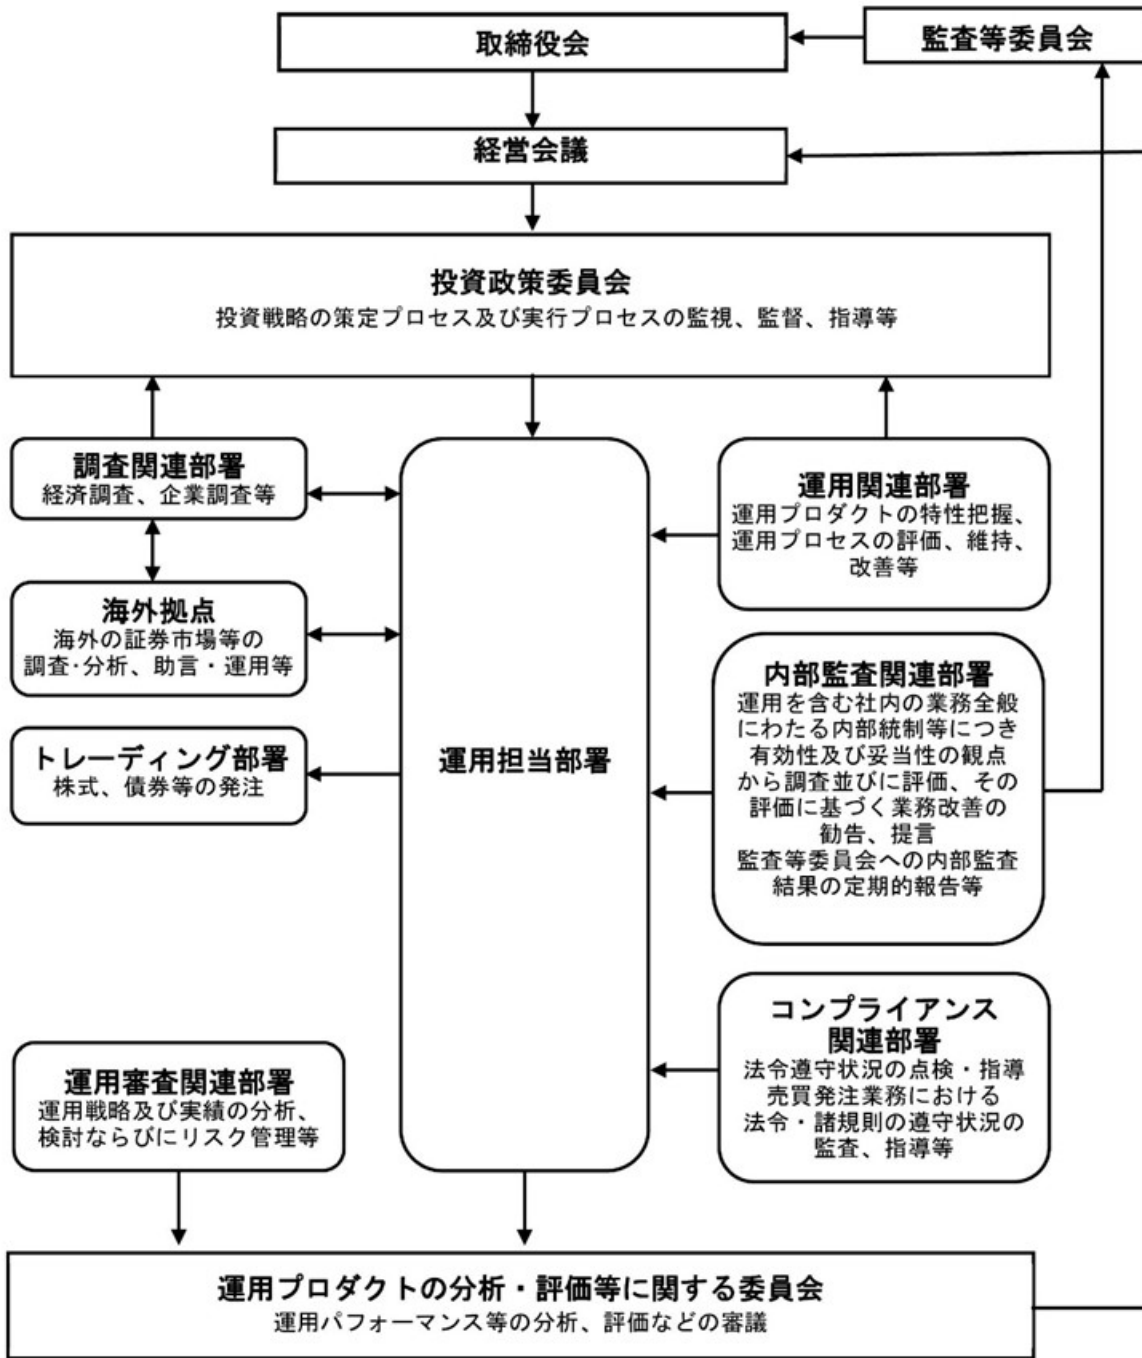 取締役会
監査等委員会
経営会議
投資政策委員会
投資戦略の策定プロセス及び実行プロセスの監視、監督、指導等
調査関連部署
経済調査、企業調査等
海外拠点
海外の証券市場等の
調査･分析、助言・運用等
トレーディング部署
株式、債券等の発注
運用担当部署
運用関連部署
運用プロダクトの特性把握、
運用プロセスの評価、維持、
改善等
内部監査関連部署
運用を含む社内の業務全般
にわたる内部統制等につき
有効性及び妥当性の観点
から調査並びに評価、その
評価に基づく業務改善の
勧告、提言
監査等委員会への内部監査
結果の定期的報告等
コンプライアンス
関連部署
法令遵守状況の点検・指導
売買発注業務における
法令・諸規則の遵守状況の
監査、指導等
運用審査関連部署
運用戦略及び実績の分析、
検討ならびにリスク管理等
運用プロダクトの分析・評価等に関する委員会
運用パフォーマンス等の分析、評価などの審議